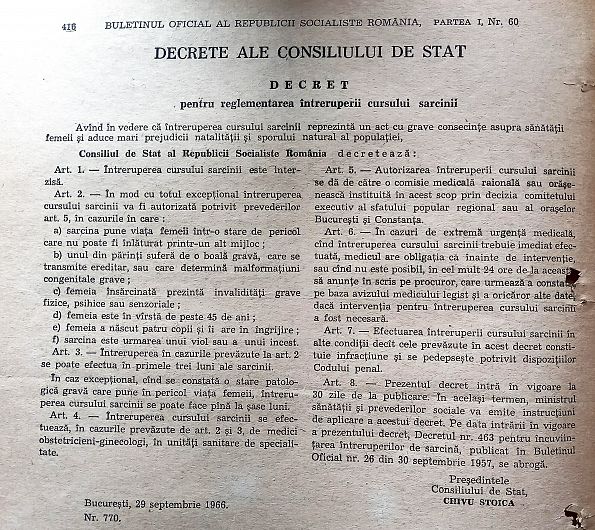 416 BULETINUL OFICIAL AL REPUBLICII SOCIALISTE ROMÂNIA, PARTEA I, Nr. 60
DECRETE ALE CONSILIULUI DE STAT
DECRET
pentru reglementarea întreruperii cursului sarcinii
Avînd în vedere că întreruperea cursului sarcinii reprezintă un act cu grave consecințe asupra sănătății
femeii și aduce mari prejudicii natalității și sporului natural al populației,
Consiliul de Stat al Republicii Socialiste România decretează:
Art. 1. — Întreruperea cursului sarcinii este inter-
zisă.
Art. 2. — În mod cu totul excepțional întreruperea
cursului sarcinii va fi autorizată potrivit prevederilor
art. 5, în cazurile în care :
a) sarcina pune viața femeii într-o stare de pericol
care nu poate fi înlăturat printr-un alt mijloc ;
b) unul din părinți suferă de o boală gravă, care se
transmite ereditar, sau care determină malformațiuni
congenitale grave ;
c) femeia însărcinată prezintă invalidități grave
fizice, psihice sau senzoriale ;
d) femeia este în vîrstă de peste 45 de ani ;
e) femeia a născut patru copii și îi are în îngrijire ;
f) sarcina este urmarea unui viol sau a unui incest.
Art. 3. — Întreruperea în cazurile prevăzute la art. 2
se poate efectua în primele trei luni ale sarcinii.
În caz excepțional, cînd se constată o stare patolo-
gică gravă care pune în pericol viața femeii, întreru-
perea cursului sarcinii se poate face pînă la șase luni.
Art. 4. — Întreruperea cursului sarcinii se efec-
tuează, în cazurile prevăzute de art. 2 și 3, de medici
obstetricieni-ginecologi, în unități sanitare de speciali-
tate.
Art. 5. — Autorizarea întreruperii cursului sarcinii
se dă de către o comisie medicală raională sau orășe-
nească instituită în acest scop prin decizia comitetului
executiv al sfatului popular regional sau al orașelor
București și Constanța.
Art. 6. — În cazuri de extremă urgență medicală,
cînd întreruperea cursului sarcinii trebuie imediat efec-
tuată, medicul are obligația ca înainte de intervenție,
sau cînd nu este posibil, în cel mult 24 ore de la aceasta
să anunțe în scris pe procuror, care urmează a constata,
pe baza avizului medicului legist și a oricăror alte date,
dacă intervenția pentru întreruperea cursului sarcinii
a fost necesară.
Art. 7. — Efectuarea întreruperii cursului sarcinii în
alte condiții decît cele prevăzute în acest decret consti-
tuie infracțiune și se pedepsește potrivit dispozițiilor
Codului penal.
Art. 8. — Prezentul decret intră în vigoare la
30 zile de la publicare. În același termen, ministrul
sănătății și prevederilor sociale va emite instrucțiuni
de aplicare a acestui decret. Pe data intrării în vigoare
a prezentului decret, Decretul nr. 463 pentru încuviin-
țarea întreruperilor de sarcină, publicat în Buletinul
Oficial nr. 26 din 30 septembrie 1957, se abrogă.
Președintele
Consiliului de Stat,
CHIVU STOICA
București, 29 septembrie 1966.
Nr. 770.